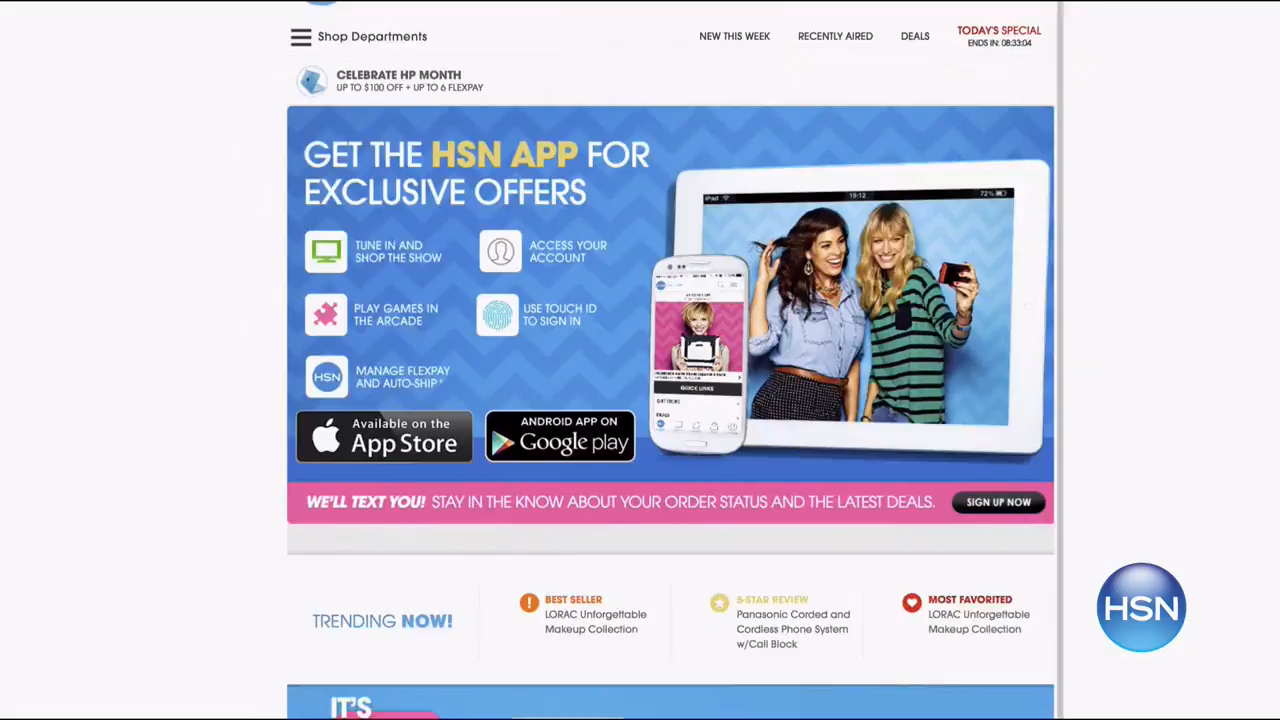 Shop Departments
NEW THIS WEEK
RECENTLY AIRED
DEALS
TODAY'S SPECIAL
ENDS IN: 08:33:04
CELEBRATE HP MONTH
UP TO $100 OFF + UP TO 6 FLEXPAY
GET THE HSN APP FOR
EXCLUSIVE OFFERS
TUNE IN AND
SHOP THE SHOW
ACCESS YOUR
ACCOUNT
PLAY GAMES IN
THE ARCADE
USE TOUCH ID
TO SIGN IN
HSN
MANAGE FLEXPAY
AND AUTO-SHIP
Available on the
App Store
ANDROID APP ON
Google play
iPad
19:12
72%
QUICK LINKS
DEALS
WE'LL TEXT YOU! STAY IN THE KNOW ABOUT YOUR ORDER STATUS AND THE LATEST DEALS.
SIGN UP NOW
TRENDING NOW!
BEST SELLER
LORAC Unforgettable
Makeup Collection
5-STAR REVIEW
Panasonic Corded and
Cordless Phone System
w/Call Block
MOST FAVORITED
LORAC Unforgettable
Makeup Collection
HSN
IT'S